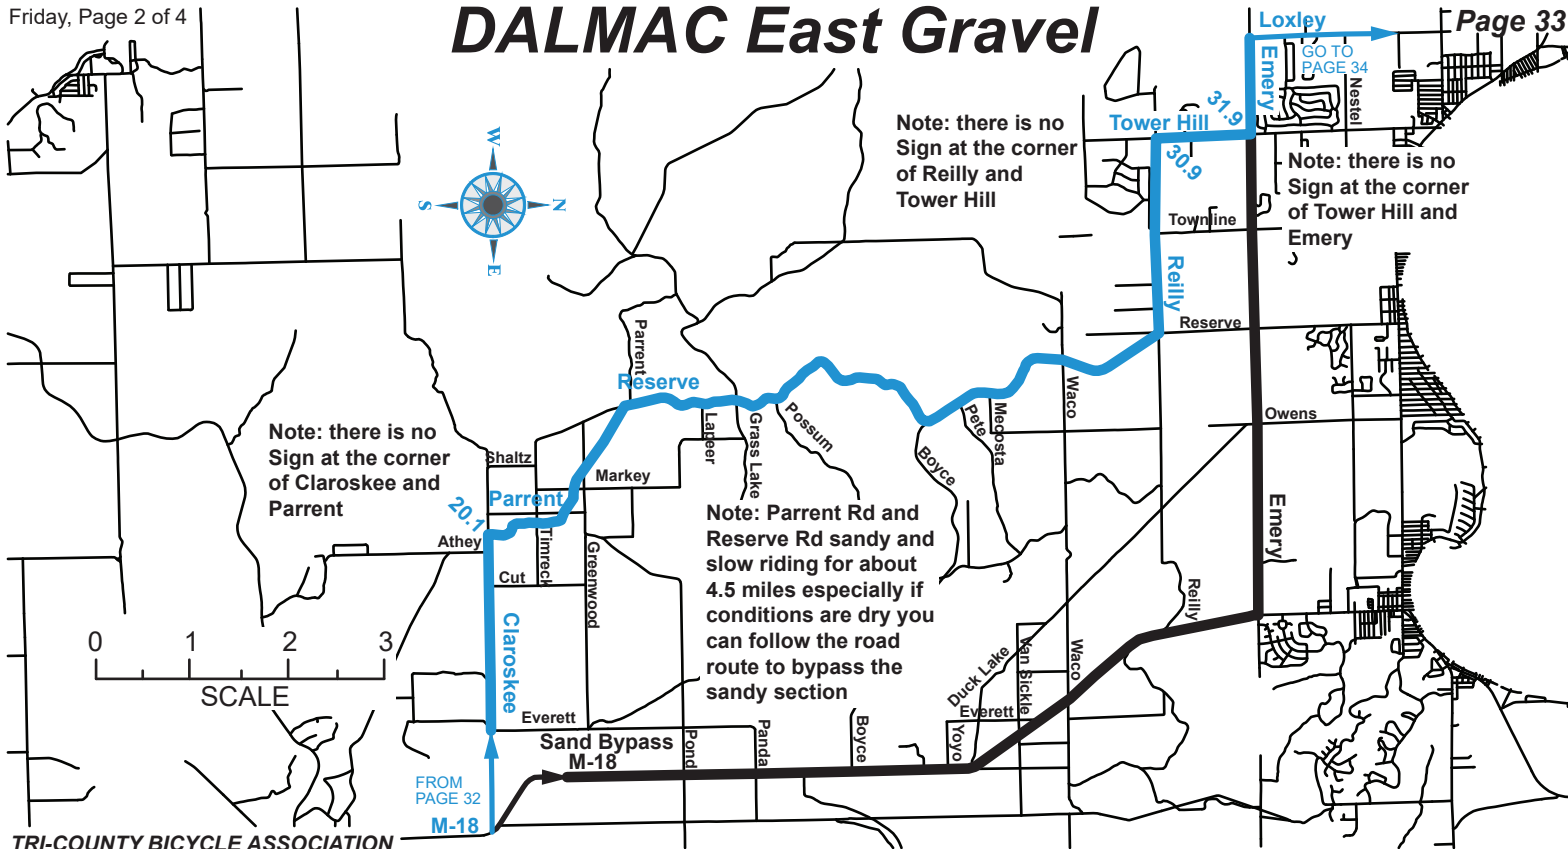 Friday, Page 2 of 4
DALMAC East Gravel
Page 33
Loxley
GO TO
PAGE 34
Emery
Nestel
31.9
Tower Hill
30.9
Note: there is no
Sign at the corner
of Reilly and
Tower Hill
Note: there is no
Sign at the corner
of Tower Hill and
Emery
W
S
N
E
Townline
Reilly
Reserve
Parrent
Reserve
Waco
Owens
Lapeer
Grass Lake
Possum
Pete
Mecosta
Boyce
Note: there is no
Sign at the corner
of Claroskee and
Parrent
Shaltz
Markey
Parrent
20.1
Athey
Timreck
Greenwood
Cut
Note: Parrent Rd and
Reserve Rd sandy and
slow riding for about
4.5 miles especially if
conditions are dry you
can follow the road
route to bypass the
sandy section
Emery
Reilly
Claroskee
0 1 2 3
SCALE
Duck Lake
Van Sickle
Waco
Everett
Everett
Sand Bypass
M-18
Pond
Panda
Boyce
Yoyo
FROM
PAGE 32
M-18
TRI-COUNTY BICYCLE ASSOCIATION